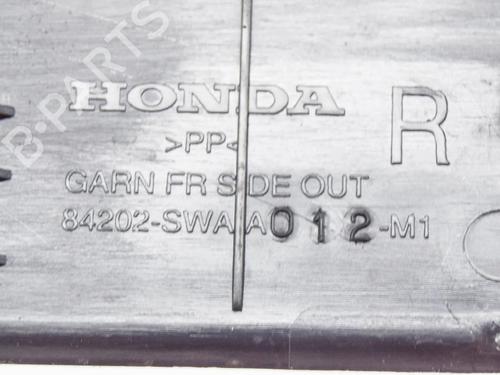 HONDA
>PP<
R
GARN FR SIDE OUT
84202-SWA A012-M1
B-PARTS